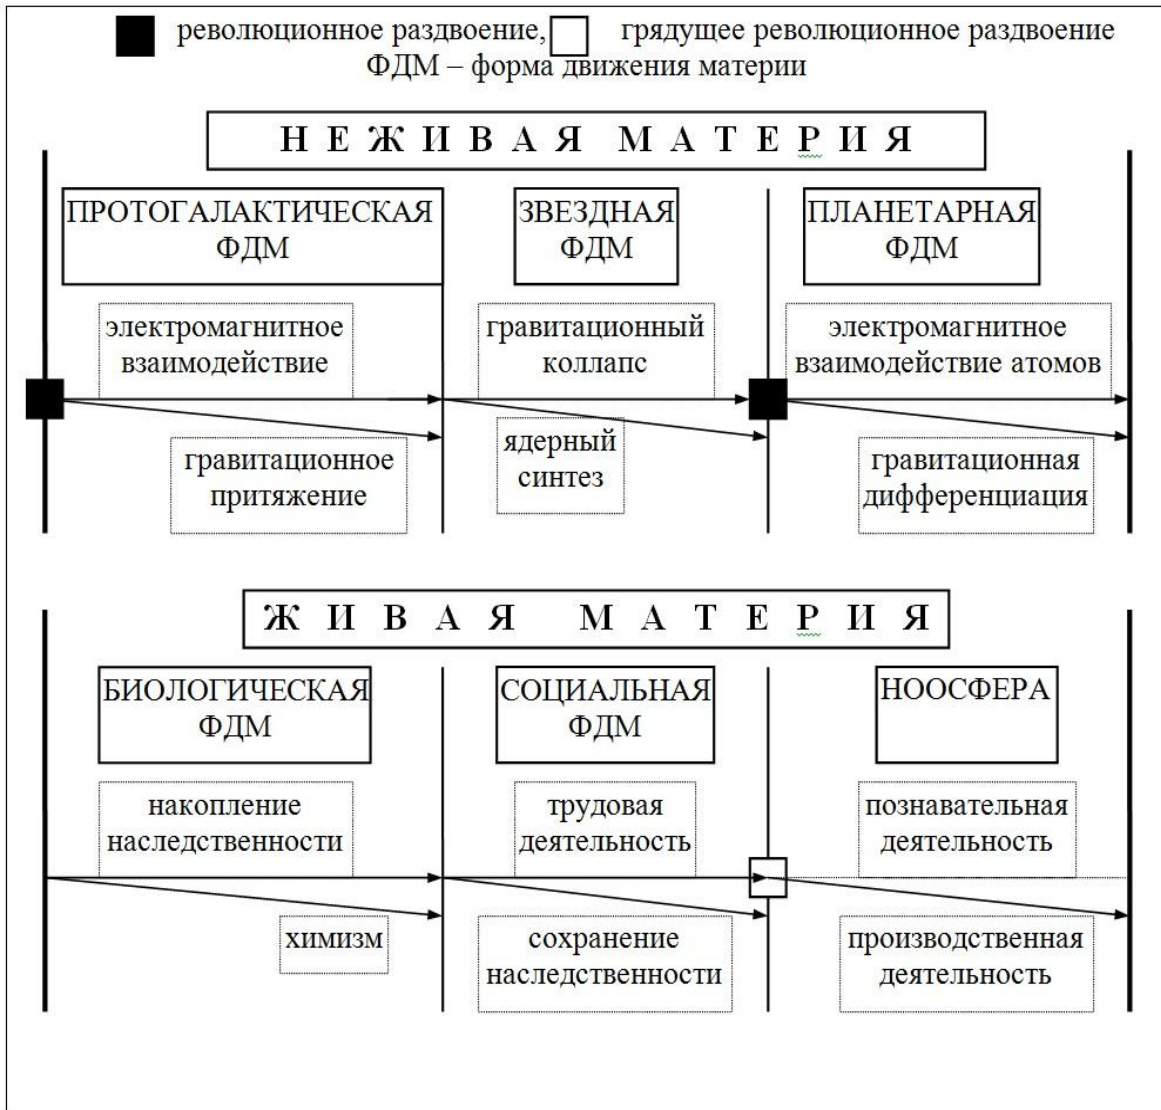 революционное раздвоение, грядущее революционное раздвоение
ФДМ – форма движения материи
НЕЖИВАЯ МАТЕРИЯ
ПРОТОГАЛАКТИЧЕСКАЯ
ФДМ
ЗВЕЗДНАЯ
ФДМ
ПЛАНЕТАРНАЯ
ФДМ
электромагнитное
взаимодействие
гравитационный
коллапс
электромагнитное
взаимодействие атомов
гравитационное
притяжение
ядерный
синтез
гравитационная
дифференциация
ЖИВАЯ МАТЕРИЯ
БИОЛОГИЧЕСКАЯ
ФДМ
СОЦИАЛЬНАЯ
ФДМ
НООСФЕРА
накопление
наследственности
трудовая
деятельность
познавательная
деятельность
химизм
сохранение
наследственности
производственная
деятельность